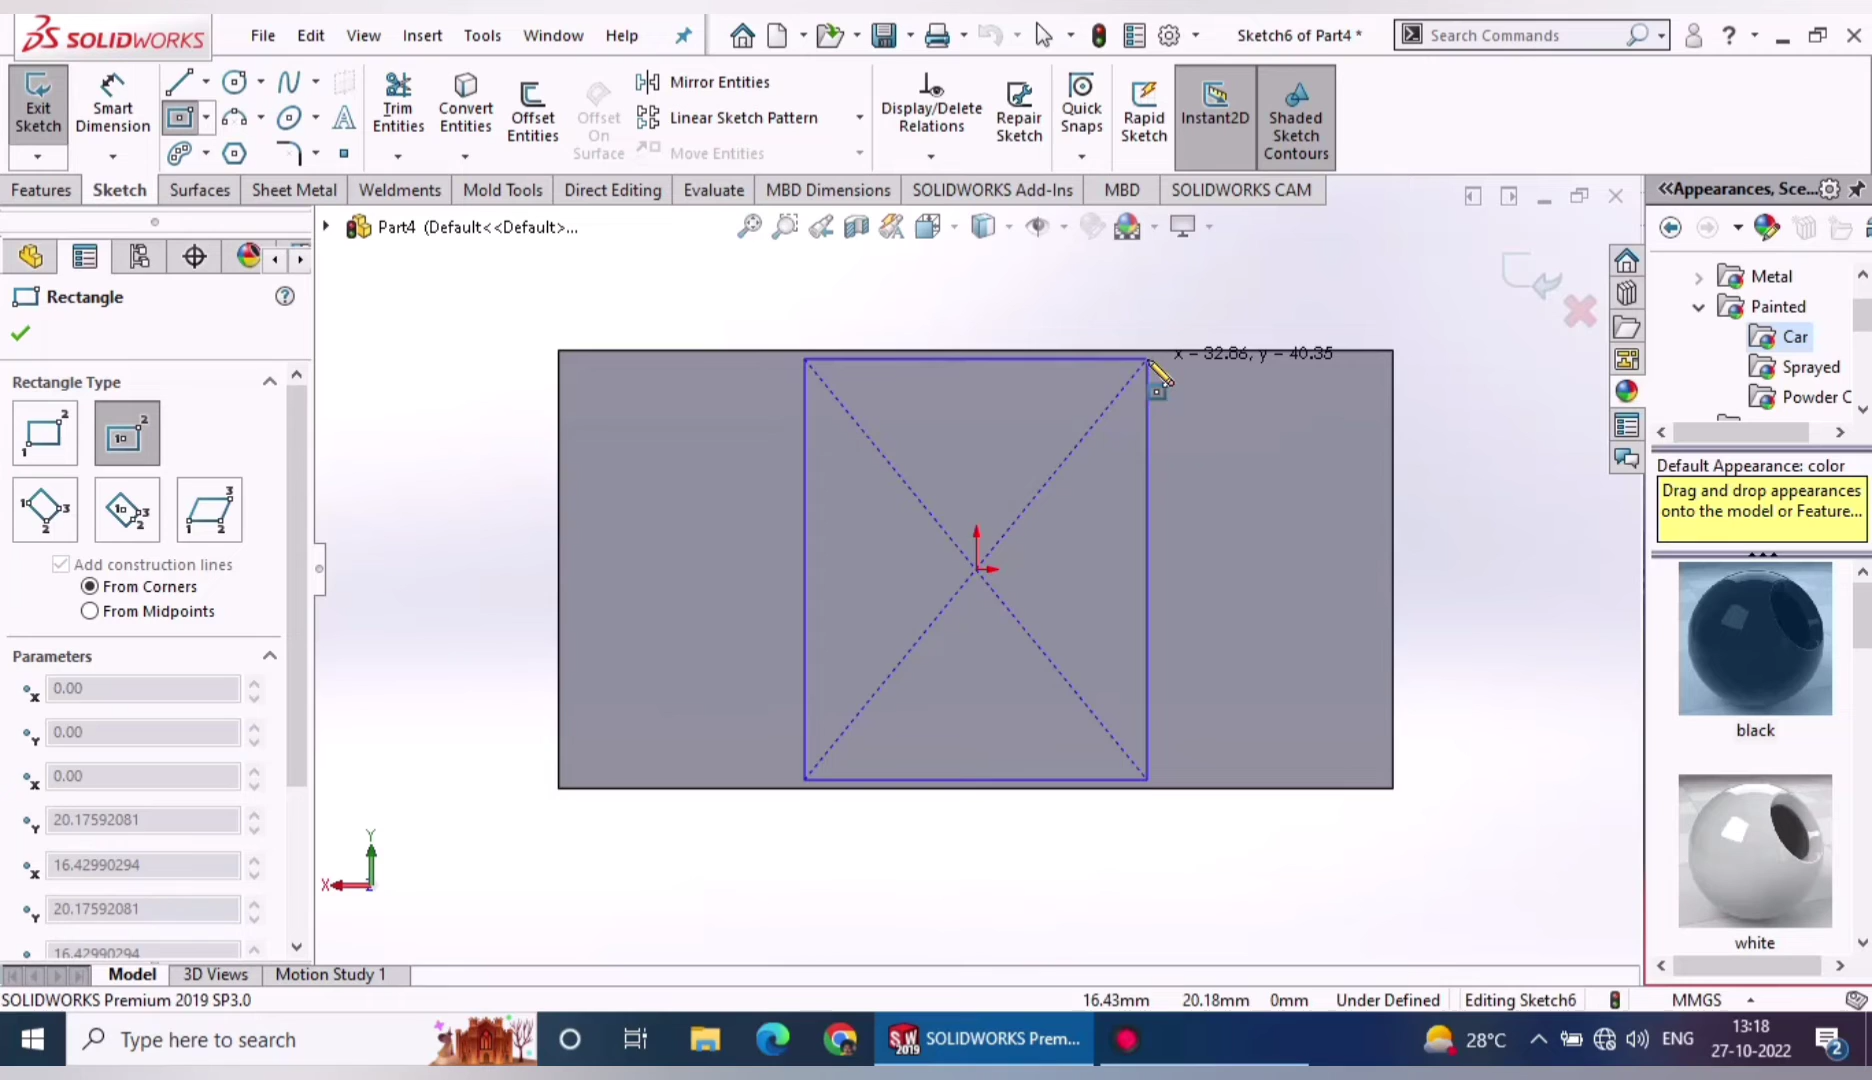 SOLIDWORKS
File Edit View Insert Tools Window Help
Sketch6 of Part4 *
Search Commands
Exit Sketch
Smart Dimension
Trim Entities
Convert Entities
Offset Entities
Offset On Surface
Mirror Entities
Linear Sketch Pattern
Move Entities
Display/Delete Relations
Repair Sketch
Quick Snaps
Rapid Sketch
Instant2D
Shaded Sketch Contours
Features Sketch Surfaces Sheet Metal Weldments Mold Tools Direct Editing Evaluate MBD Dimensions SOLIDWORKS Add-Ins MBD SOLIDWORKS CAM
Part4 (Default<<Default>...
Rectangle
Rectangle Type
Add construction lines
From Corners
From Midpoints
Parameters
0.00
0.00
0.00
20.17592081
16.42990294
20.17592081
16.42990294
x = 32.86, y = 40.35
Y
X
Z
«Appearances, Sce...
Metal
Painted
Car
Sprayed
Powder C
Default Appearance: color
Drag and drop appearances
onto the model or Feature...
black
white
Model 3D Views Motion Study 1
SOLIDWORKS Premium 2019 SP3.0
16.43mm 20.18mm 0mm Under Defined Editing Sketch6 MMGS
Type here to search
SOLIDWORKS Prem...
28°C
ENG
13:18
27-10-2022
2